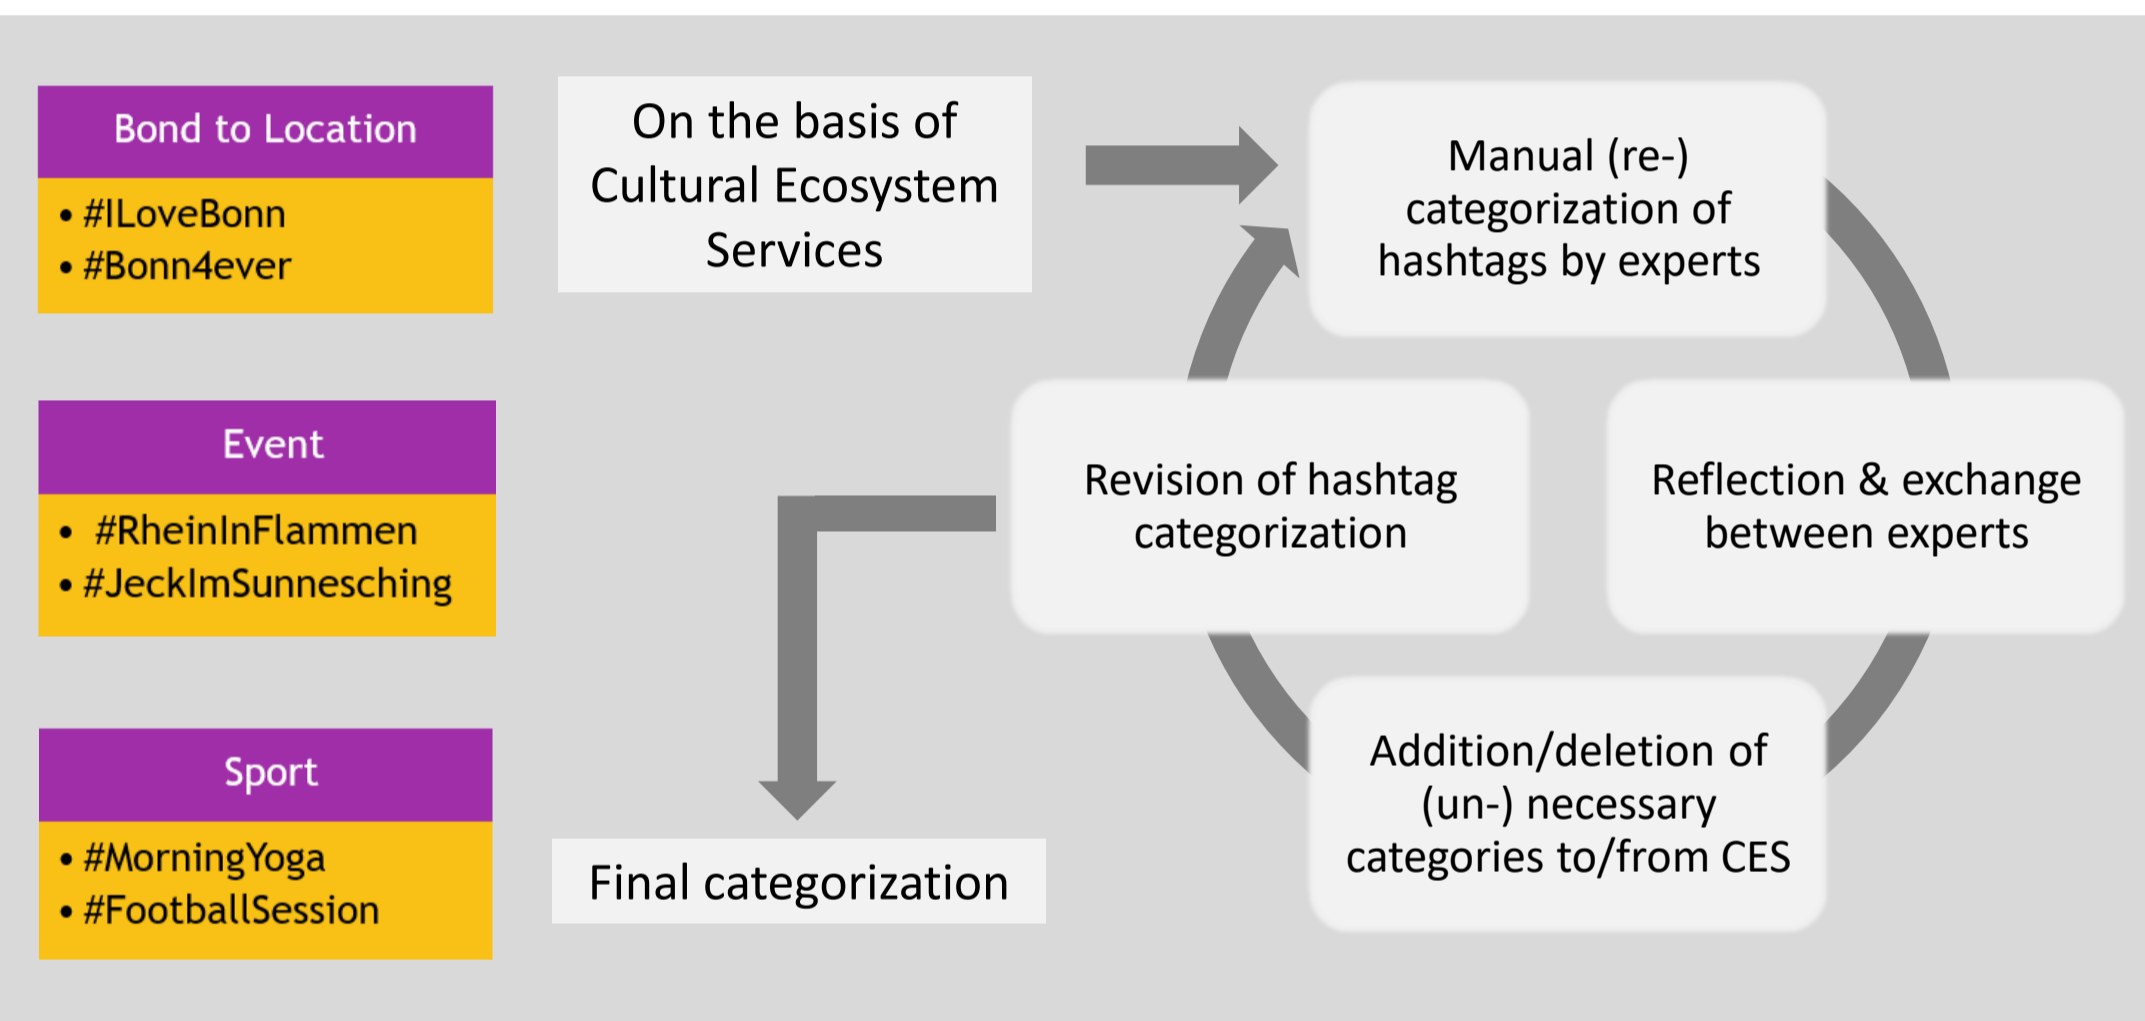 Bond to Location
• #ILoveBonn
• #Bonn4ever
Event
• #RheinInFlammen
• #JeckImSunnesching
Sport
• #MorningYoga
• #FootballSession
On the basis of
Cultural Ecosystem
Services
Manual (re-)
categorization of
hashtags by experts
Reflection & exchange
between experts
Addition/deletion of
(un-) necessary
categories to/from CES
Revision of hashtag
categorization
Final categorization